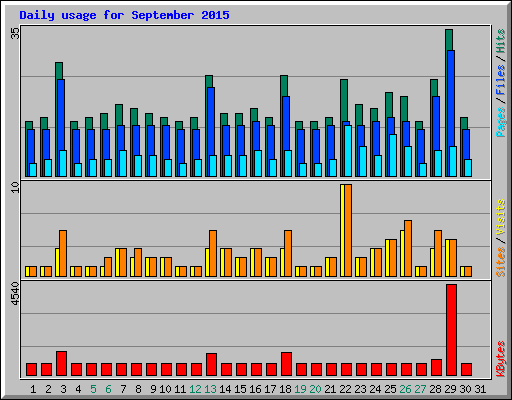 Daily usage for September 2015
35
Pages / Files / Hits
10
Sites / Visits
4540
KBytes
1 2 3 4 5 6 7 8 9 10 11 12 13 14 15 16 17 18 19 20 21 22 23 24 25 26 27 28 29 30 31